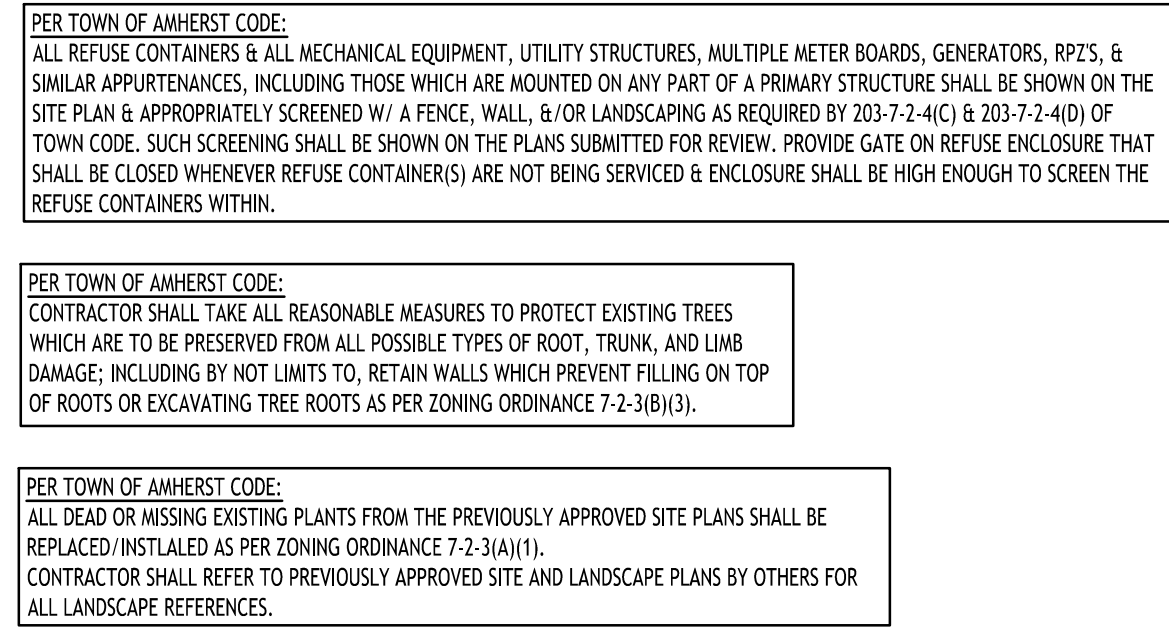 PER TOWN OF AMHERST CODE:
ALL REFUSE CONTAINERS & ALL MECHANICAL EQUIPMENT, UTILITY STRUCTURES, MULTIPLE METER BOARDS, GENERATORS, RPZ'S, &
SIMILAR APPURTENANCES, INCLUDING THOSE WHICH ARE MOUNTED ON ANY PART OF A PRIMARY STRUCTURE SHALL BE SHOWN ON THE
SITE PLAN & APPROPRIATELY SCREENED W/ A FENCE, WALL, &/OR LANDSCAPING AS REQUIRED BY 203-7-2-4(C) & 203-7-2-4(D) OF
TOWN CODE. SUCH SCREENING SHALL BE SHOWN ON THE PLANS SUBMITTED FOR REVIEW. PROVIDE GATE ON REFUSE ENCLOSURE THAT
SHALL BE CLOSED WHENEVER REFUSE CONTAINER(S) ARE NOT BEING SERVICED & ENCLOSURE SHALL BE HIGH ENOUGH TO SCREEN THE
REFUSE CONTAINERS WITHIN.
PER TOWN OF AMHERST CODE:
CONTRACTOR SHALL TAKE ALL REASONABLE MEASURES TO PROTECT EXISTING TREES
WHICH ARE TO BE PRESERVED FROM ALL POSSIBLE TYPES OF ROOT, TRUNK, AND LIMB
DAMAGE; INCLUDING BY NOT LIMITS TO, RETAIN WALLS WHICH PREVENT FILLING ON TOP
OF ROOTS OR EXCAVATING TREE ROOTS AS PER ZONING ORDINANCE 7-2-3(B)(3).
PER TOWN OF AMHERST CODE:
ALL DEAD OR MISSING EXISTING PLANTS FROM THE PREVIOUSLY APPROVED SITE PLANS SHALL BE
REPLACED/INSTLALED AS PER ZONING ORDINANCE 7-2-3(A)(1).
CONTRACTOR SHALL REFER TO PREVIOUSLY APPROVED SITE AND LANDSCAPE PLANS BY OTHERS FOR
ALL LANDSCAPE REFERENCES.